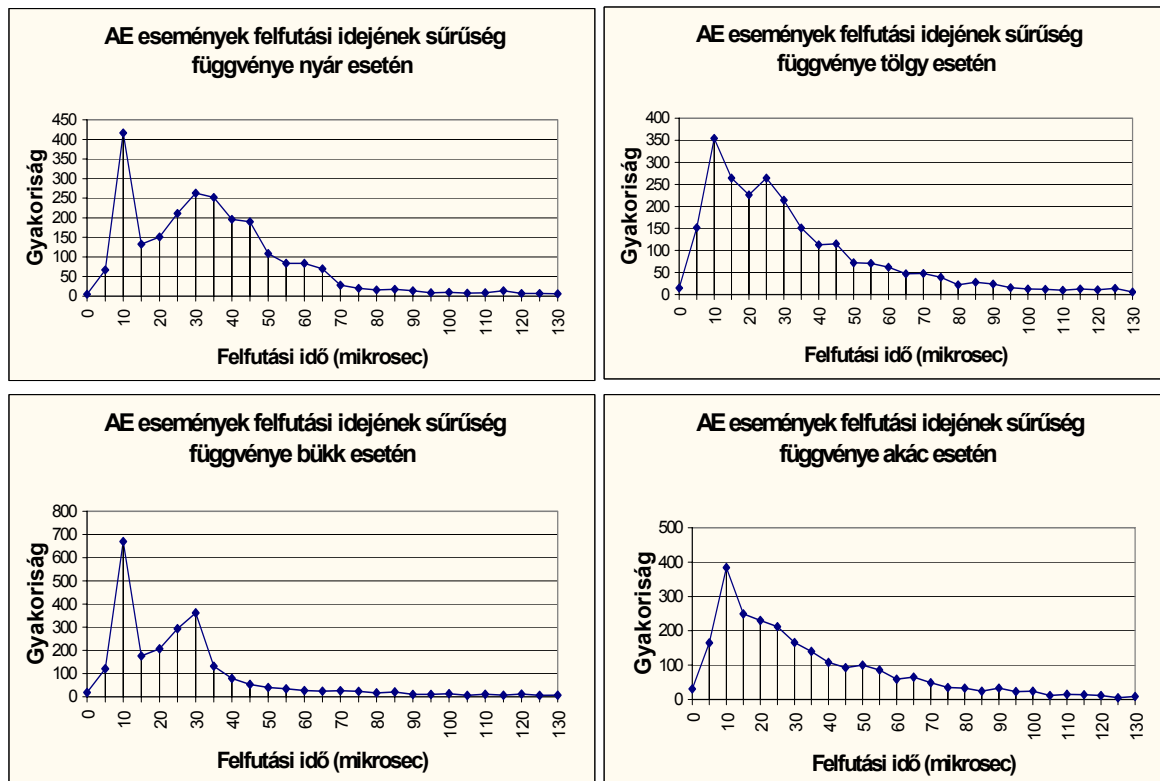 AE események felfutási idejének sűrűség
függvénye nyár esetén
450
400
350
300
250
200
150
100
50
0
Gyakoriság
0 10 20 30 40 50 60 70 80 90 100 110 120 130
Felfutási idő (mikrosec)
AE események felfutási idejének sűrűség
függvénye tölgy esetén
400
350
300
250
200
150
100
50
0
Gyakoriság
0 10 20 30 40 50 60 70 80 90 100 110 120 130
Felfutási idő (mikrosec)
AE események felfutási idejének sűrűség
függvénye bükk esetén
800
700
600
500
400
300
200
100
0
Gyakoriság
0 10 20 30 40 50 60 70 80 90 100 110 120 130
Felfutási idő (mikrosec)
AE események felfutási idejének sűrűség
függvénye akác esetén
500
400
300
200
100
0
Gyakoriság
0 10 20 30 40 50 60 70 80 90 100 110 120 130
Felfutási idő (mikrosec)